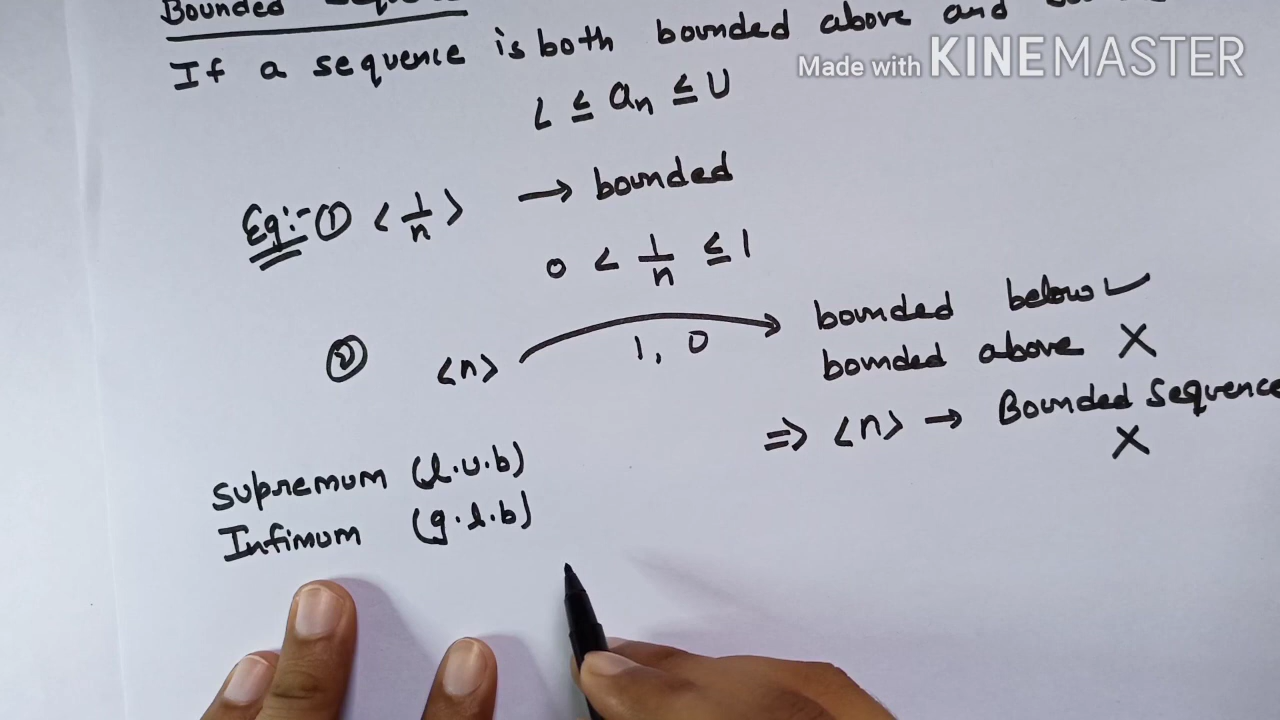 Bounded
If a sequence is both bounded above and
Made with KINEMASTER
L ≤ an ≤ U
Eg:- ① <1/n> → bounded
0 < 1/n ≤ 1
② <n> 1, 0 → bounded below ✓
bounded above ✗
⇒ <n> → Bounded Sequence
✗
Supremum (l.u.b)
Infimum (g.l.b)